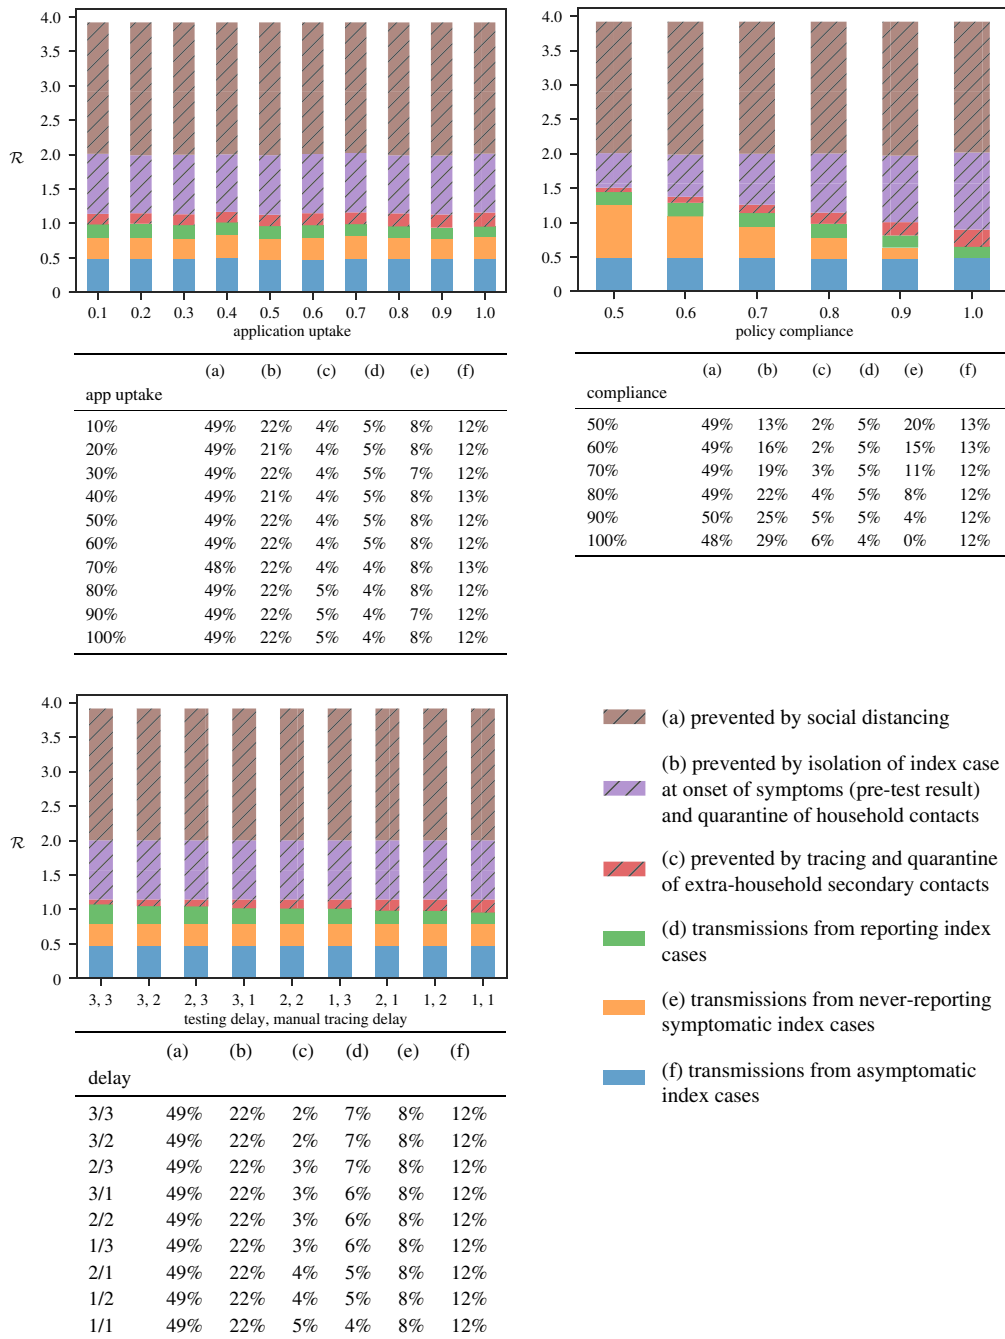 4.0
3.5
3.0
2.5
2.0
1.5
1.0
0.5
0
ℛ
0.1 0.2 0.3 0.4 0.5 0.6 0.7 0.8 0.9 1.0
application uptake
(a) (b) (c) (d) (e) (f)
app uptake
10% 49% 22% 4% 5% 8% 12%
20% 49% 21% 4% 5% 8% 12%
30% 49% 22% 4% 5% 7% 12%
40% 49% 21% 4% 5% 8% 13%
50% 49% 22% 4% 5% 8% 12%
60% 49% 22% 4% 5% 8% 12%
70% 48% 22% 4% 4% 8% 13%
80% 49% 22% 5% 4% 8% 12%
90% 49% 22% 5% 4% 7% 12%
100% 49% 22% 5% 4% 8% 12%
4.0
3.5
3.0
2.5
2.0
1.5
1.0
0.5
0
0.5 0.6 0.7 0.8 0.9 1.0
policy compliance
(a) (b) (c) (d) (e) (f)
compliance
50% 49% 13% 2% 5% 20% 13%
60% 49% 16% 2% 5% 15% 13%
70% 49% 19% 3% 5% 11% 12%
80% 49% 22% 4% 5% 8% 12%
90% 50% 25% 5% 5% 4% 12%
100% 48% 29% 6% 4% 0% 12%
4.0
3.5
3.0
2.5
2.0
1.5
1.0
0.5
0
ℛ
3, 3 3, 2 2, 3 3, 1 2, 2 1, 3 2, 1 1, 2 1, 1
testing delay, manual tracing delay
(a) (b) (c) (d) (e) (f)
delay
3/3 49% 22% 2% 7% 8% 12%
3/2 49% 22% 2% 7% 8% 12%
2/3 49% 22% 3% 7% 8% 12%
3/1 49% 22% 3% 6% 8% 12%
2/2 49% 22% 3% 6% 8% 12%
1/3 49% 22% 3% 6% 8% 12%
2/1 49% 22% 4% 5% 8% 12%
1/2 49% 22% 4% 5% 8% 12%
1/1 49% 22% 5% 4% 8% 12%
(a) prevented by social distancing
(b) prevented by isolation of index case
at onset of symptoms (pre-test result)
and quarantine of household contacts
(c) prevented by tracing and quarantine
of extra-household secondary contacts
(d) transmissions from reporting index
cases
(e) transmissions from never-reporting
symptomatic index cases
(f) transmissions from asymptomatic
index cases